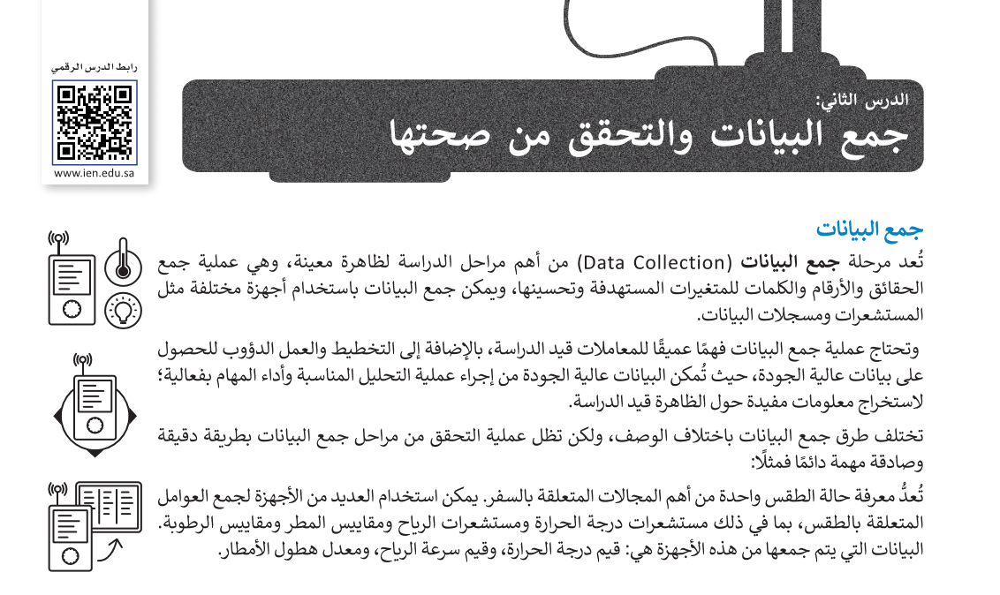 رابط الدرس الرقمي
www.ien.edu.sa
الدرس الثاني:
جمع البيانات والتحقق من صحتها
جمع البيانات
تُعد مرحلة جمع البيانات (Data Collection) من أهم مراحل الدراسة لظاهرة معينة، وهي عملية جمع
الحقائق والأرقام والكلمات للمتغيرات المستهدفة وتحسينها، ويمكن جمع البيانات باستخدام أجهزة مختلفة مثل
المستشعرات ومسجلات البيانات.
وتحتاج عملية جمع البيانات فهمًا عميقًا للمعاملات قيد الدراسة، بالإضافة إلى التخطيط والعمل الدؤوب للحصول
على بيانات عالية الجودة، حيث تُمكن البيانات عالية الجودة من إجراء عملية التحليل المناسبة وأداء المهام بفعالية؛
لاستخراج معلومات مفيدة حول الظاهرة قيد الدراسة.
تختلف طرق جمع البيانات باختلاف الوصف، ولكن تظل عملية التحقق من مراحل جمع البيانات بطريقة دقيقة
وصادقة مهمة دائمًا فمثلًا:
تُعدُّ معرفة حالة الطقس واحدة من أهم المجالات المتعلقة بالسفر. يمكن استخدام العديد من الأجهزة لجمع العوامل
المتعلقة بالطقس، بما في ذلك مستشعرات درجة الحرارة ومستشعرات الرياح ومقاييس المطر ومقاييس الرطوبة.
البيانات التي يتم جمعها من هذه الأجهزة هي: قيم درجة الحرارة، وقيم سرعة الرياح، ومعدل هطول الأمطار.